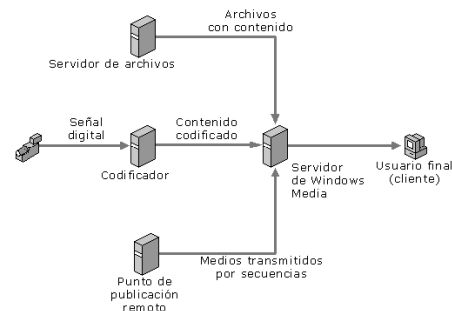 Archivos
con contenido
Servidor de archivos
Señal
digital
Contenido
codificado
Codificador
Servidor
de Windows
Media
Usuario final
(cliente)
Medios transmitidos
por secuencias
Punto de
publicación
remoto